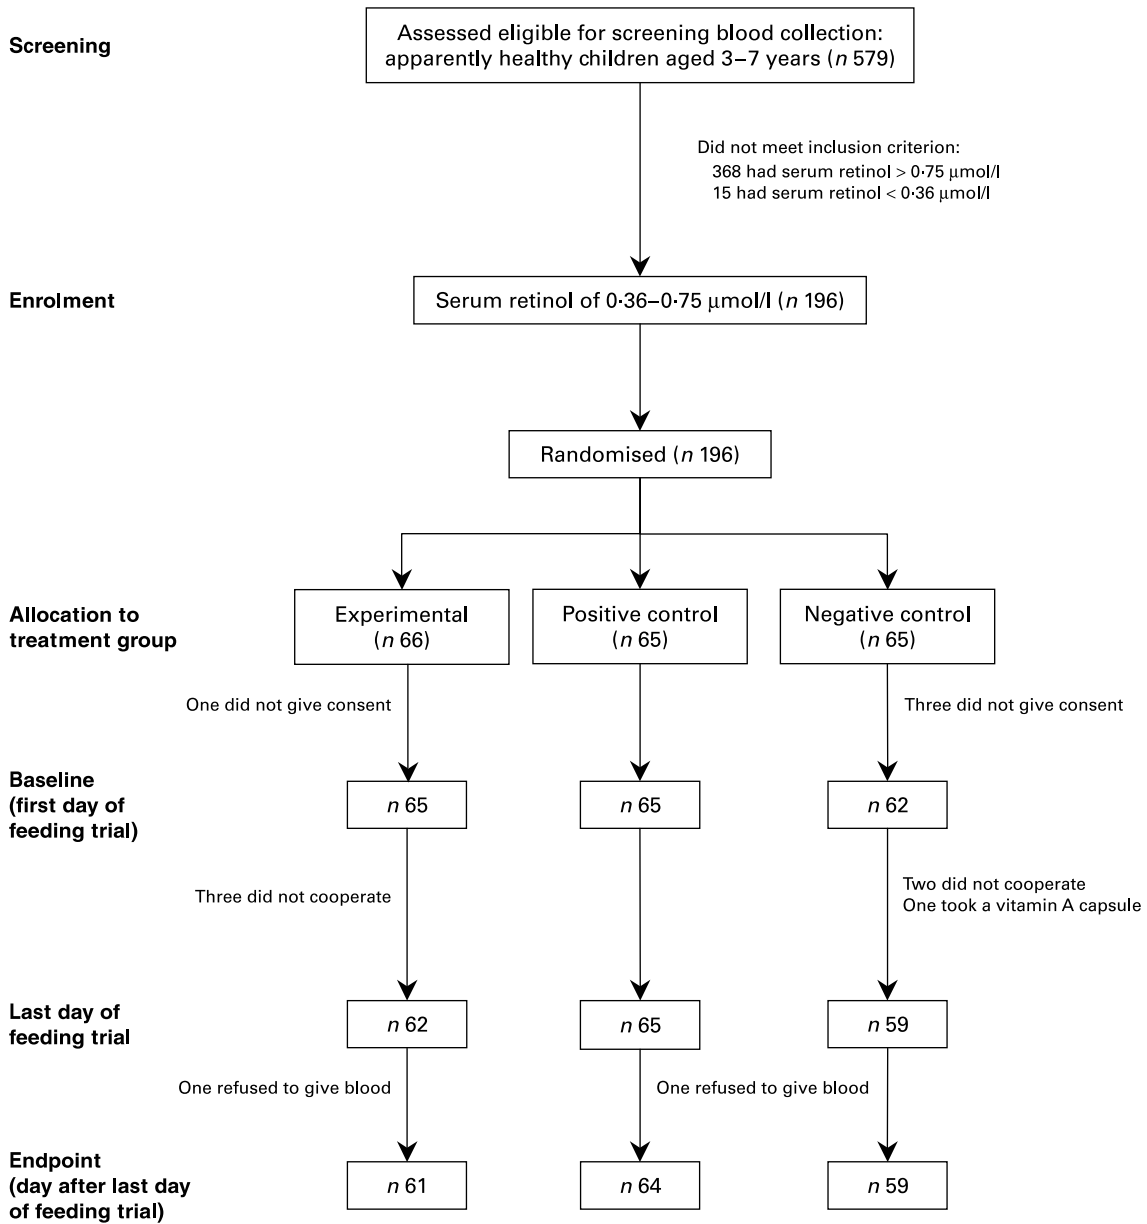 Screening
Assessed eligible for screening blood collection:
apparently healthy children aged 3–7 years (n 579)
Did not meet inclusion criterion:
368 had serum retinol > 0·75 μmol/l
15 had serum retinol < 0·36 μmol/l
Enrolment
Serum retinol of 0·36–0·75 μmol/l (n 196)
Randomised (n 196)
Allocation to
treatment group
Experimental
(n 66)
Positive control
(n 65)
Negative control
(n 65)
One did not give consent
Three did not give consent
Baseline
(first day of
feeding trial)
n 65
n 65
n 62
Three did not cooperate
Two did not cooperate
One took a vitamin A capsule
Last day of
feeding trial
n 62
n 65
n 59
One refused to give blood
One refused to give blood
Endpoint
(day after last day
of feeding trial)
n 61
n 64
n 59